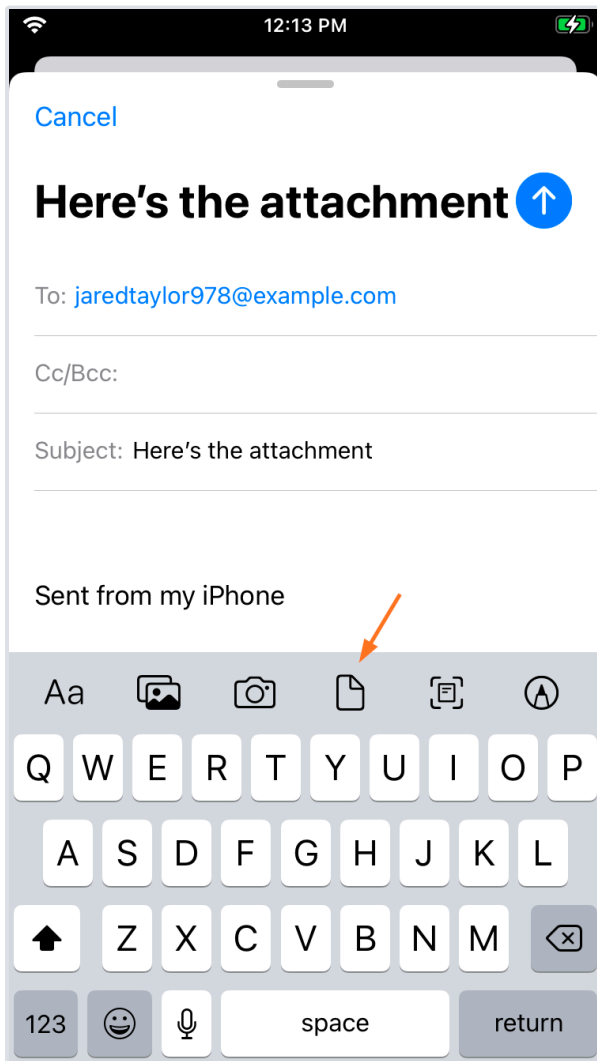 12:13 PM
Cancel
Here’s the attachment
To: jaredtaylor978@example.com
Cc/Bcc:
Subject: Here’s the attachment
Sent from my iPhone
Aa
Q W E R T Y U I O P
A S D F G H J K L
Z X C V B N M
123 space return